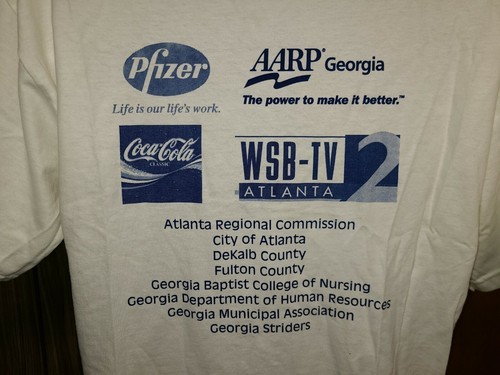 Pfizer
Life is our life's work.
AARP® Georgia
The power to make it better.™
Coca-Cola
CLASSIC
WSB-TV 2
ATLANTA
Atlanta Regional Commission
City of Atlanta
DeKalb County
Fulton County
Georgia Baptist College of Nursing
Georgia Department of Human Resources
Georgia Municipal Association
Georgia Striders